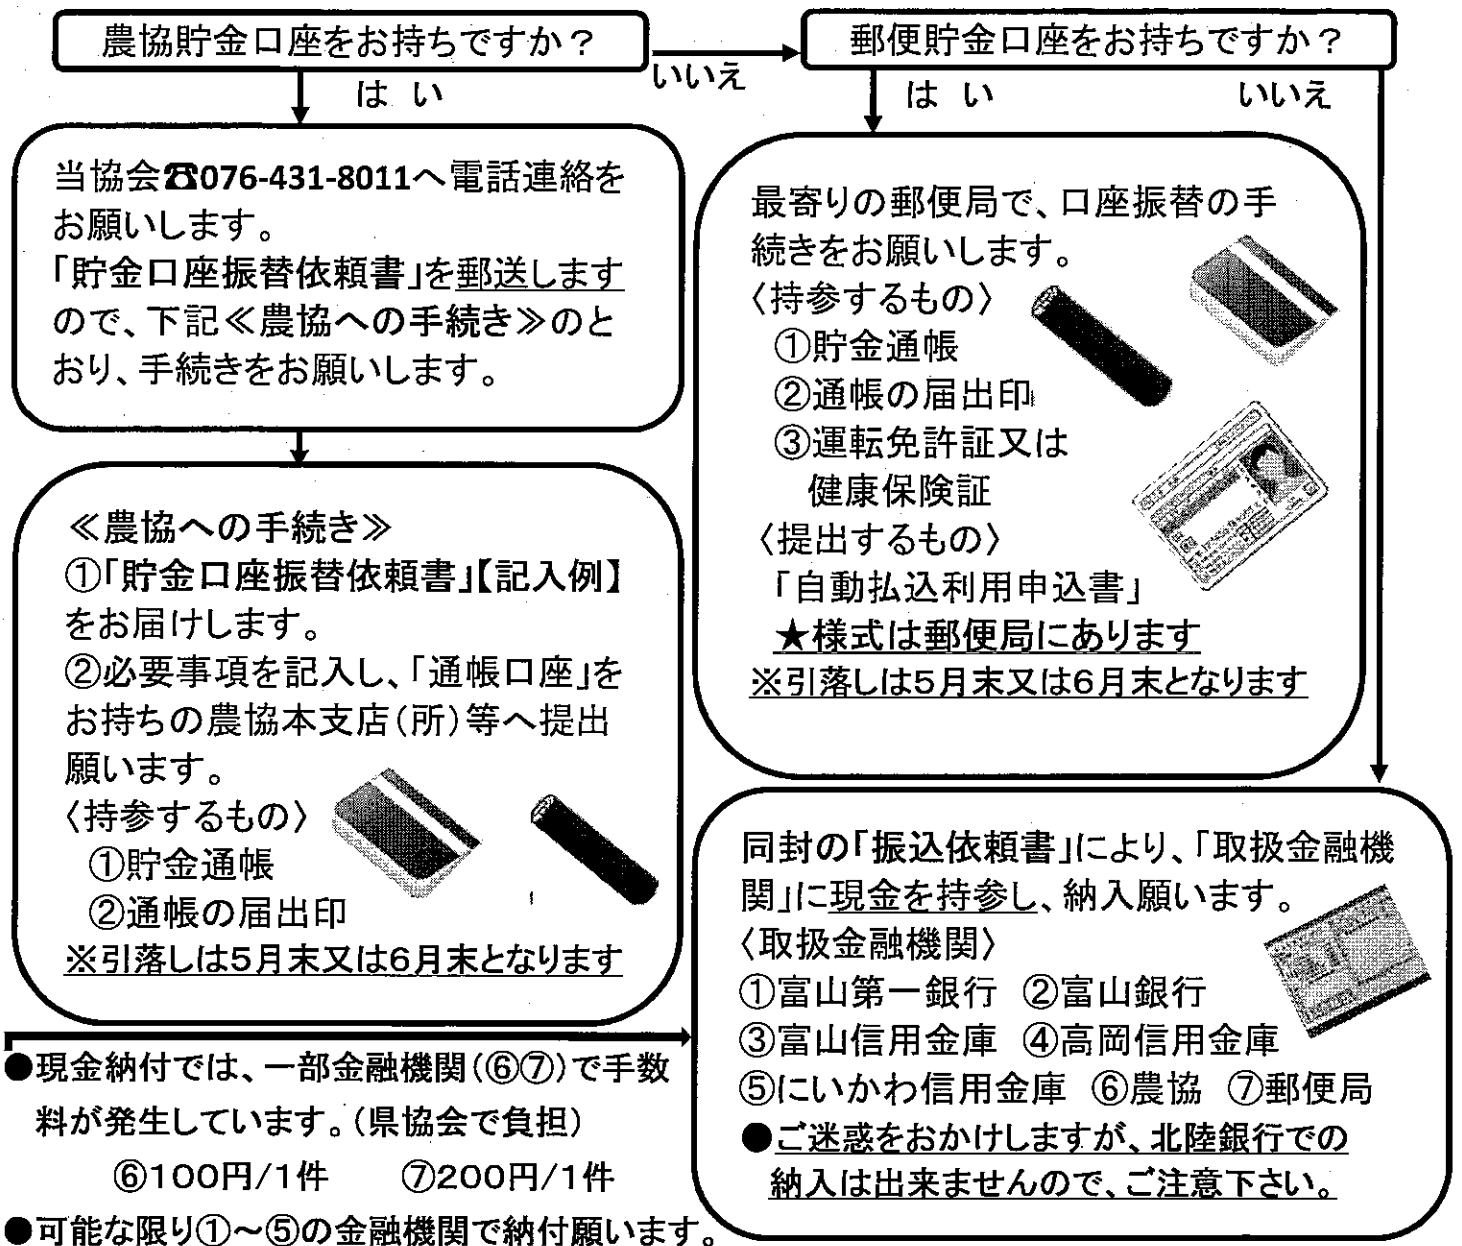 農協貯金口座をお持ちですか？
いいえ
はい
当協会☎076-431-8011へ電話連絡を
お願いします。
「貯金口座振替依頼書」を郵送します
ので、下記≪農協への手続き≫のと
おり、手続きをお願いします。
≪農協への手続き≫
①「貯金口座振替依頼書」【記入例】
をお届けします。
②必要事項を記入し、「通帳口座」を
お持ちの農協本支店(所)等へ提出
願います。
〈持参するもの〉
①貯金通帳
②通帳の届出印
※引落しは5月末又は6月末となります
郵便貯金口座をお持ちですか？
はい
いいえ
最寄りの郵便局で、口座振替の手
続きをお願いします。
〈持参するもの〉
①貯金通帳
②通帳の届出印
③運転免許証又は
健康保険証
〈提出するもの〉
「自動払込利用申込書」
★様式は郵便局にあります
※引落しは5月末又は6月末となります
同封の「振込依頼書」により、「取扱金融機
関」に現金を持参し、納入願います。
〈取扱金融機関〉
①富山第一銀行 ②富山銀行
③富山信用金庫 ④高岡信用金庫
⑤にいかわ信用金庫 ⑥農協 ⑦郵便局
●ご迷惑をおかけしますが、北陸銀行での
納入は出来ませんので、ご注意下さい。
●現金納付では、一部金融機関(⑥⑦)で手数
料が発生しています。(県協会で負担)
⑥100円/1件 ⑦200円/1件
●可能な限り①～⑤の金融機関で納付願います。